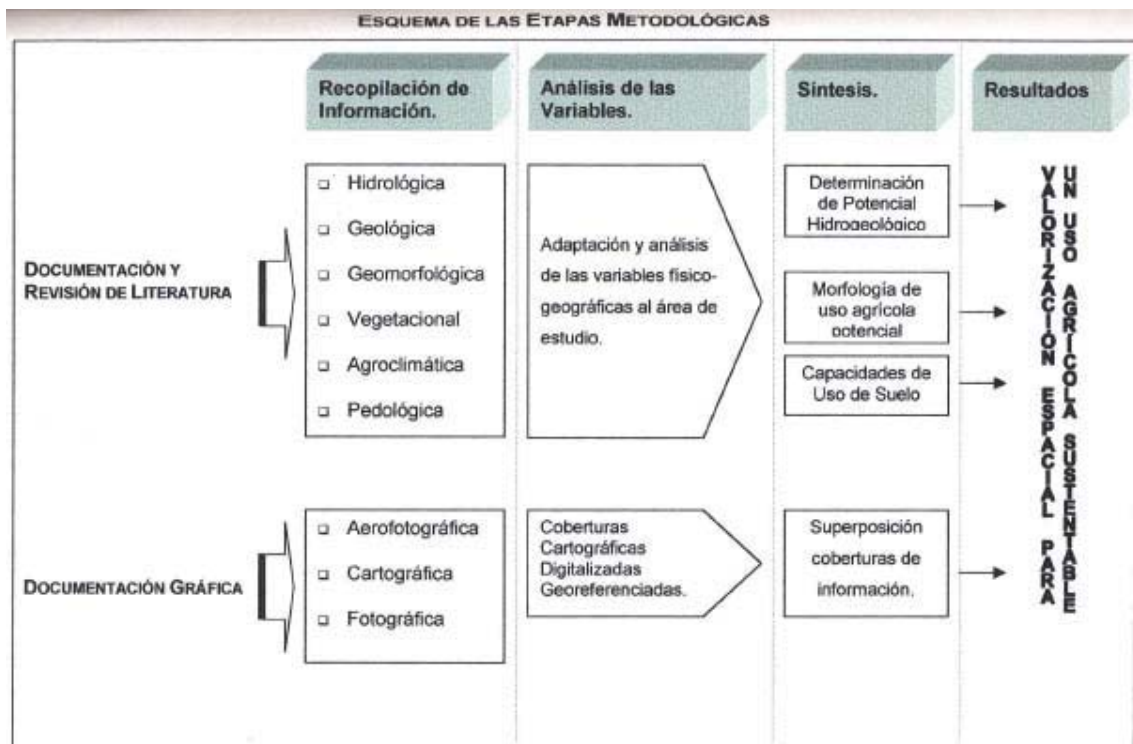 ESQUEMA DE LAS ETAPAS METODOLÓGICAS
Recopilación de
Información.
Análisis de las
Variables.
Síntesis.
Resultados
DOCUMENTACIÓN Y
REVISIÓN DE LITERATURA
Hidrológica
Geológica
Geomorfológica
Vegetacional
Agroclimática
Pedológica
Adaptación y análisis
de las variables físico-
geográficas al área de
estudio.
Determinación
de Potencial
Hidrogeológico
Morfología de
uso agrícola
potencial
Capacidades de
Uso de Suelo
DOCUMENTACIÓN GRÁFICA
Aerofotográfica
Cartográfica
Fotográfica
Coberturas
Cartográficas
Digitalizadas
Georeferenciadas.
Superposición
coberturas de
información.
VALORIZACIÓN ESPACIAL PARA
UN USO AGRÍCOLA SUSTENTABLE